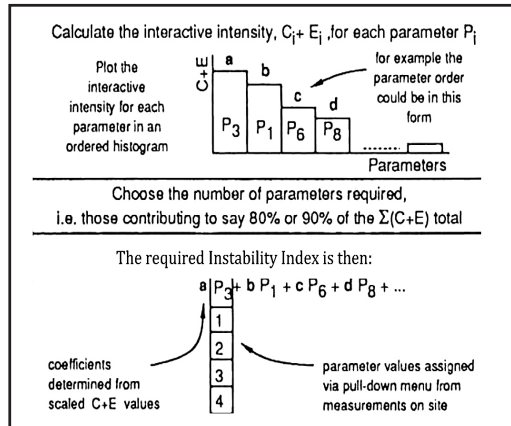 Calculate the interactive intensity, Ci+ Ei ,for each parameter Pi
Plot the
interactive
intensity for each
parameter in an
ordered histogram
C+E
a
b
c
d
P3
P1
P6
P8
........
Parameters
for example the
parameter order
could be in this
form
Choose the number of parameters required,
i.e. those contributing to say 80% or 90% of the Σ(C+E) total
The required Instability Index is then:
a P3+ b P1 + c P6 + d P8 + ...
1
2
3
4
coefficients
determined from
scaled C+E values
parameter values assigned
via pull-down menu from
measurements on site